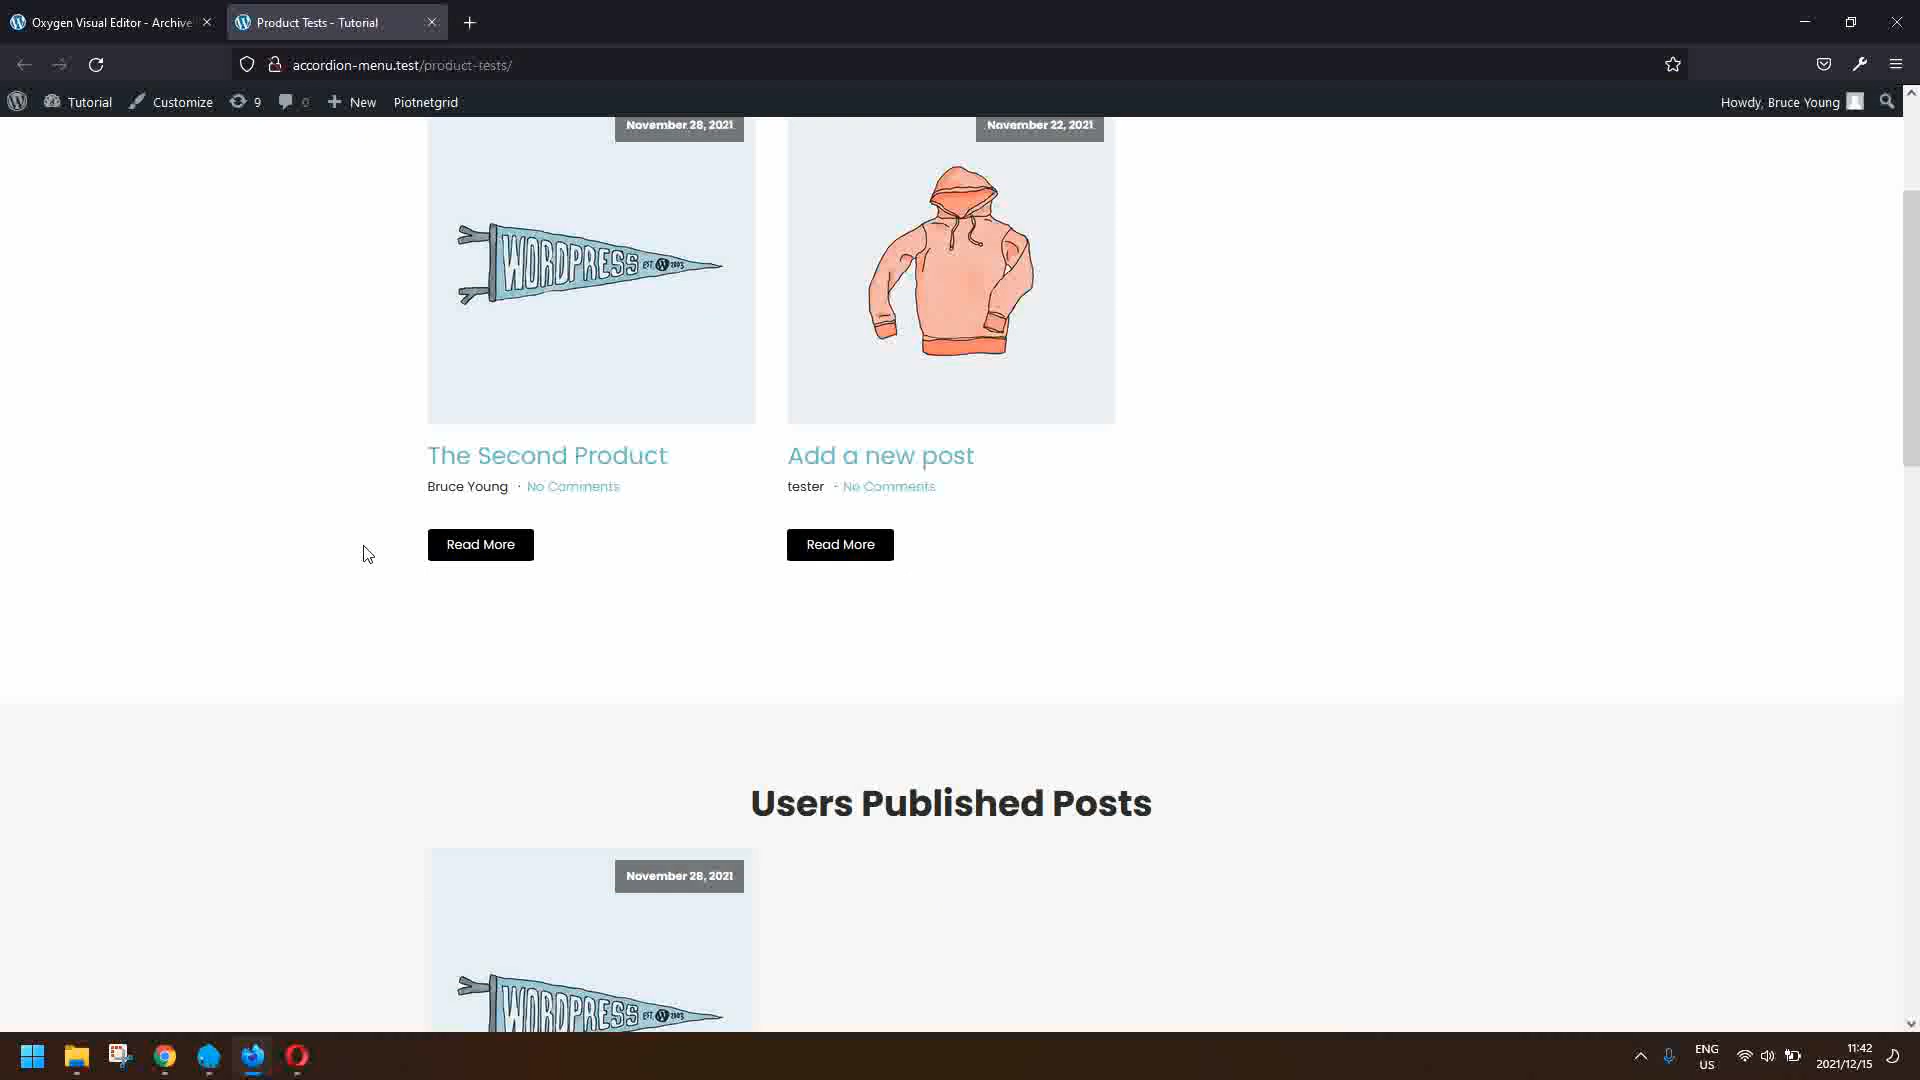 Oxygen Visual Editor - Archive
Product Tests - Tutorial
accordion-menu.test/product-tests/
Tutorial
Customize
9
0
New
Piotnetgrid
Howdy, Bruce Young
November 28, 2021
November 22, 2021
WORDPRESS EST. 2003
The Second Product
Add a new post
Bruce Young · No Comments
tester · No Comments
Read More
Read More
Users Published Posts
November 28, 2021
WORDPRESS EST. 2003
ENG
US
11:42
2021/12/15